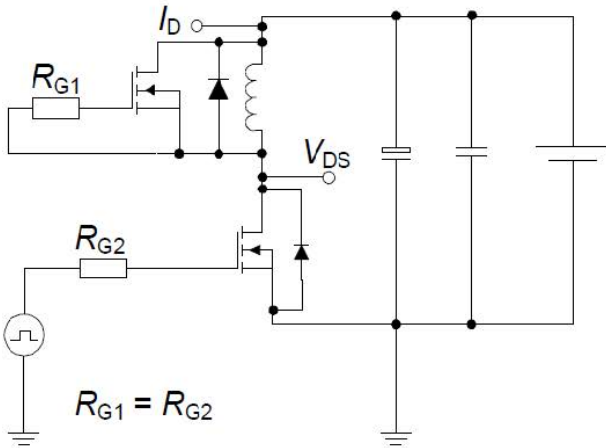 I_D
R_G1
V_DS
R_G2
R_G1 = R_G2